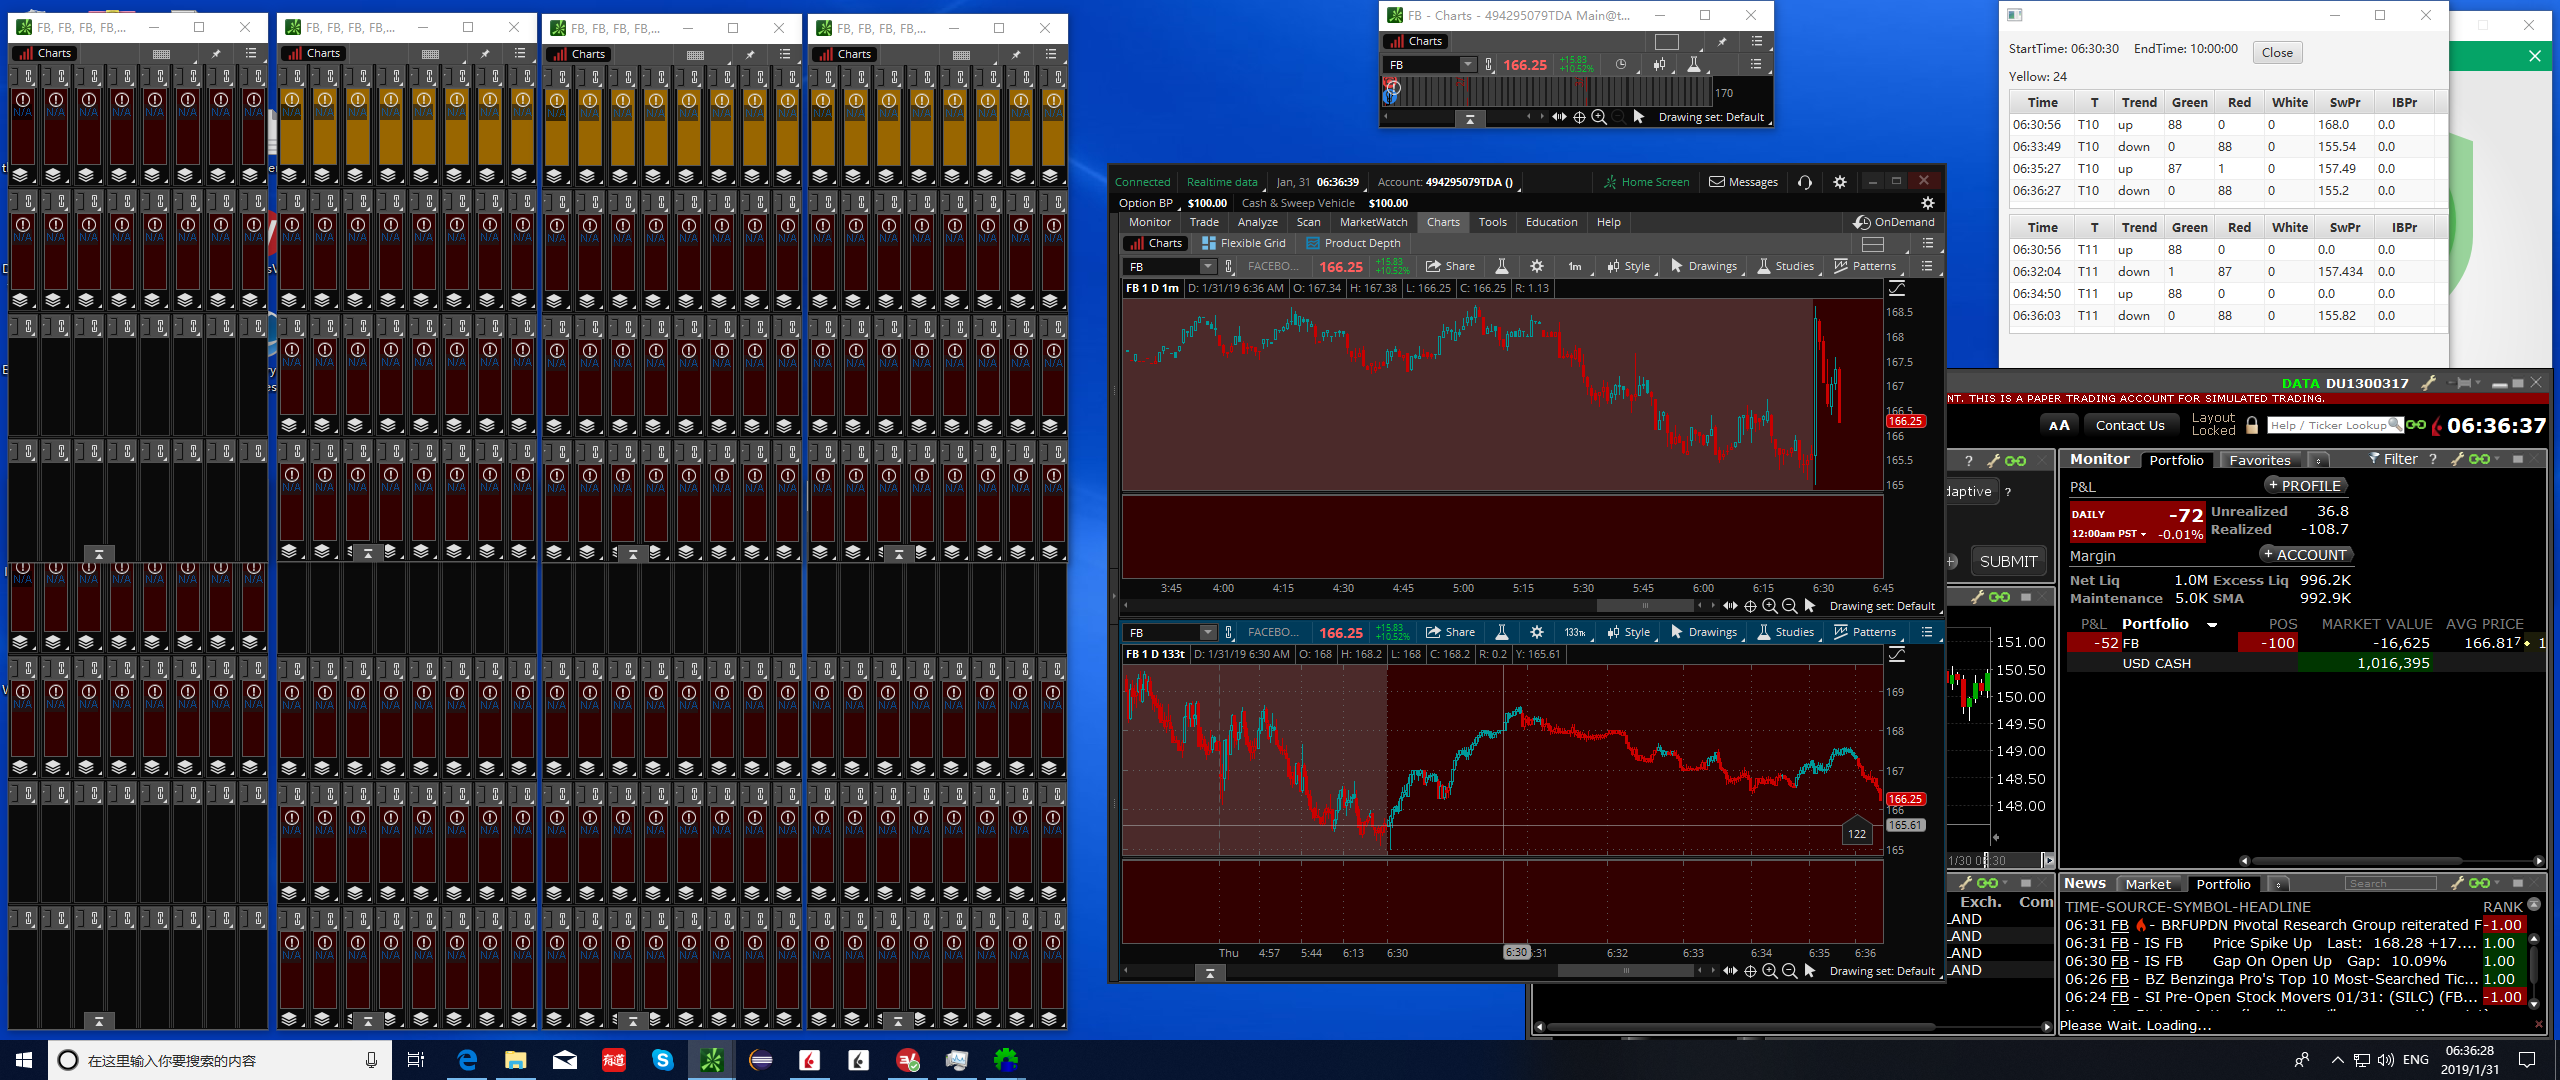 FB, FB, FB, FB,...
Charts
FB, FB, FB, FB,...
Charts
FB, FB, FB, FB,...
Charts
FB, FB, FB, FB,...
Charts
N/A
FB - Charts - 494295079TDA Main@t...
Charts
FB 166.25 +15.83 +10.52%
170
Drawing set: Default
Connected Realtime data Jan, 31 06:36:39 Account: 494295079TDA () Home Screen Messages
Option BP $100.00 Cash & Sweep Vehicle $100.00
Monitor Trade Analyze Scan MarketWatch Charts Tools Education Help OnDemand
Charts Flexible Grid Product Depth
FB FACEBO... 166.25 +15.83 +10.52% Share 1m Style Drawings Studies Patterns
FB 1 D 1m D: 1/31/19 6:36 AM O: 167.34 H: 167.38 L: 166.25 C: 166.25 R: 1.13
168.5
168
167.5
167
166.5
166.25
166
165.5
165
3:45 4:00 4:15 4:30 4:45 5:00 5:15 5:30 5:45 6:00 6:15 6:30 6:45
Drawing set: Default
FB FACEBO... 166.25 +15.83 +10.52% Share 133t Style Drawings Studies Patterns
FB 1 D 133t D: 1/31/19 6:30 AM O: 168 H: 168.2 L: 168 C: 168.2 R: 0.2 Y: 165.61
169
168
167
166.25
166
165.61
122
165
Thu 4:57 5:44 6:13 6:30 6:30 :31 6:32 6:33 6:34 6:35 6:36
Drawing set: Default
StartTime: 06:30:30 EndTime: 10:00:00 Close
Yellow: 24
Time T Trend Green Red White SwPr IBPr
06:30:56 T10 up 88 0 0 168.0 0.0
06:33:49 T10 down 0 88 0 155.54 0.0
06:35:27 T10 up 87 1 0 157.49 0.0
06:36:27 T10 down 0 88 0 155.2 0.0
Time T Trend Green Red White SwPr IBPr
06:30:56 T11 up 88 0 0 0.0 0.0
06:32:04 T11 down 1 87 0 157.434 0.0
06:34:50 T11 up 88 0 0 0.0 0.0
06:36:03 T11 down 0 88 0 155.82 0.0
DATA DU1300317
NT. THIS IS A PAPER TRADING ACCOUNT FOR SIMULATED TRADING.
AA Contact Us Layout Locked Help / Ticker Lookup 06:36:37
daptive ?
SUBMIT
Monitor Portfolio Favorites Filter ?
P&L + PROFILE
DAILY -72 Unrealized 36.8
12:00am PST -0.01% Realized -108.7
Margin + ACCOUNT
Net Liq 1.0M Excess Liq 996.2K
Maintenance 5.0K SMA 992.9K
P&L Portfolio POS MARKET VALUE AVG PRICE
-52 FB -100 -16,625 166.817 1
USD CASH 1,016,395
151.00
150.50
150.00
149.50
149.00
148.50
148.00
Exch. Com
LAND
LAND
LAND
LAND
News Market Portfolio Search
TIME-SOURCE-SYMBOL-HEADLINE RANK
06:31 FB - BRFUPDN Pivotal Research Group reiterated F -1.00
06:31 FB - IS FB Price Spike Up Last: 168.28 +17.... 1.00
06:30 FB - IS FB Gap On Open Up Gap: 10.09% 1.00
06:26 FB - BZ Benzinga Pro's Top 10 Most-Searched Tic... 1.00
06:24 FB - SI Pre-Open Stock Movers 01/31: (SILC) (FB... -1.00
Please Wait. Loading...
在这里输入你要搜索的内容
有道
ENG
06:36:28
2019/1/31